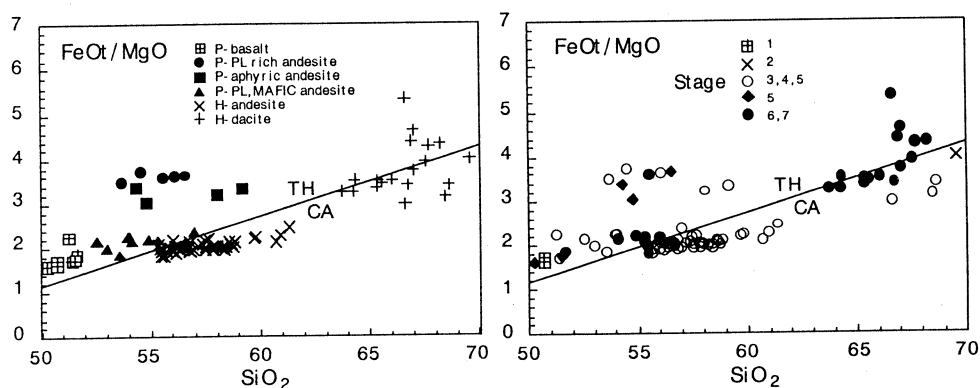 FeOt/MgO
P-basalt
P-PL rich andesite
P-aphyric andesite
P-PL,MAFIC andesite
H-andesite
H-dacite
TH
CA
7
6
5
4
3
2
1
0
50
55
60
65
70
SiO2
FeOt/MgO
Stage
1
2
3,4,5
5
6,7
TH
CA
7
6
5
4
3
2
1
0
50
55
60
65
70
SiO2